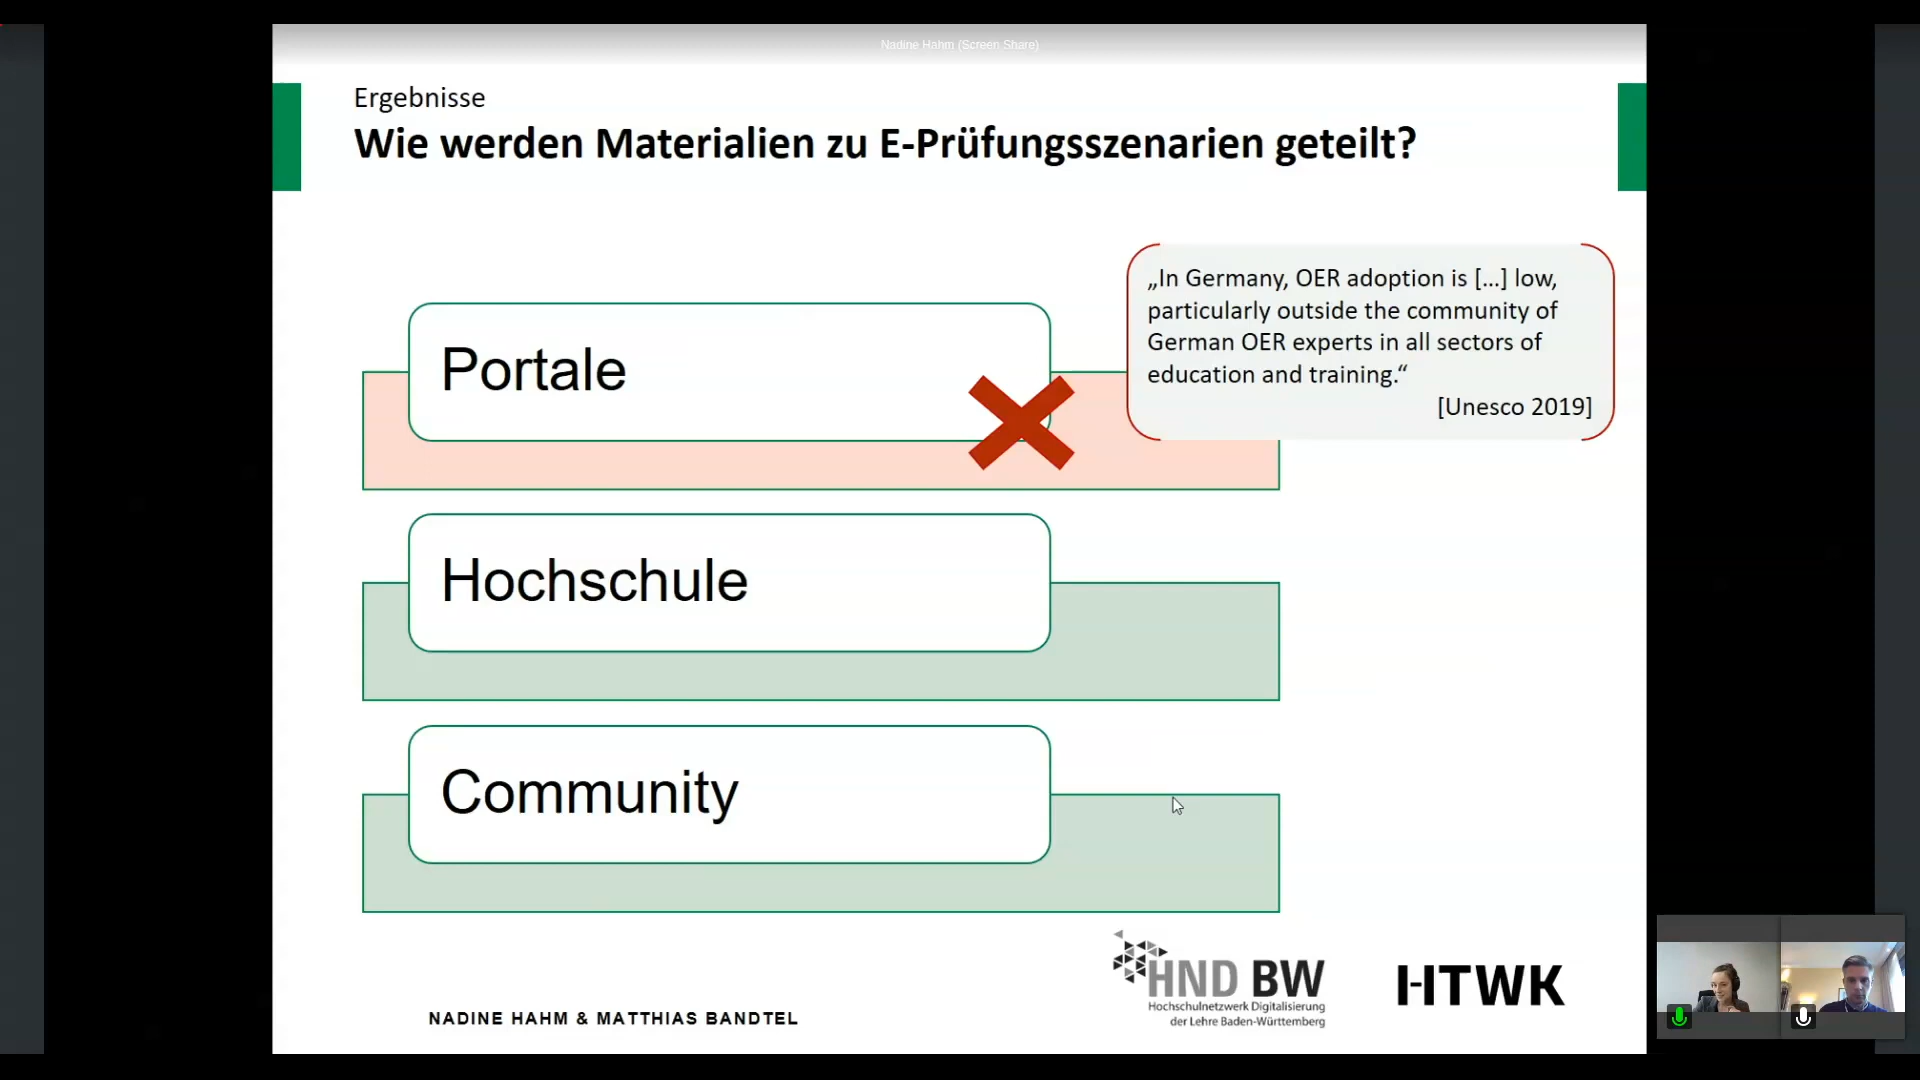 Nadine Hahm (Screen Share)
Ergebnisse
Wie werden Materialien zu E-Prüfungsszenarien geteilt?
„In Germany, OER adoption is [...] low,
particularly outside the community of
German OER experts in all sectors of
education and training.“
[Unesco 2019]
Portale
Hochschule
Community
NADINE HAHM & MATTHIAS BANDTEL
HND BW
Hochschulnetzwerk Digitalisierung
der Lehre Baden-Württemberg
HTWK